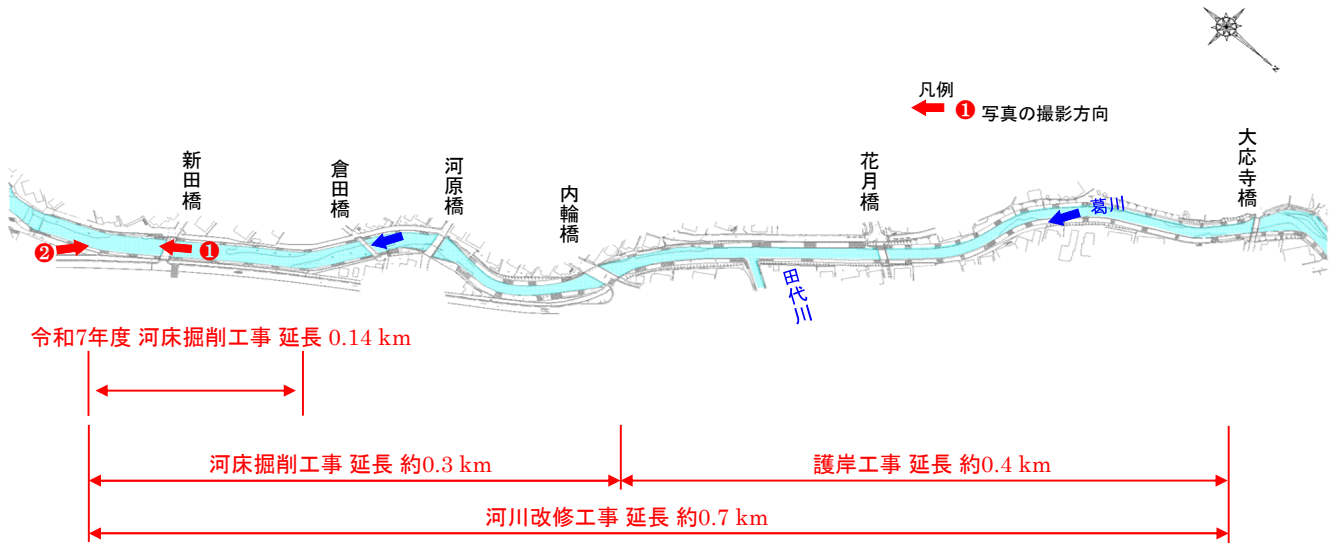 凡例
❶ 写真の撮影方向
新田橋
倉田橋
河原橋
内輪橋
花月橋
大応寺橋
葛川
田代川
❷
❶
令和7年度 河床掘削工事 延長 0.14 km
河床掘削工事 延長 約0.3 km
護岸工事 延長 約0.4 km
河川改修工事 延長 約0.7 km